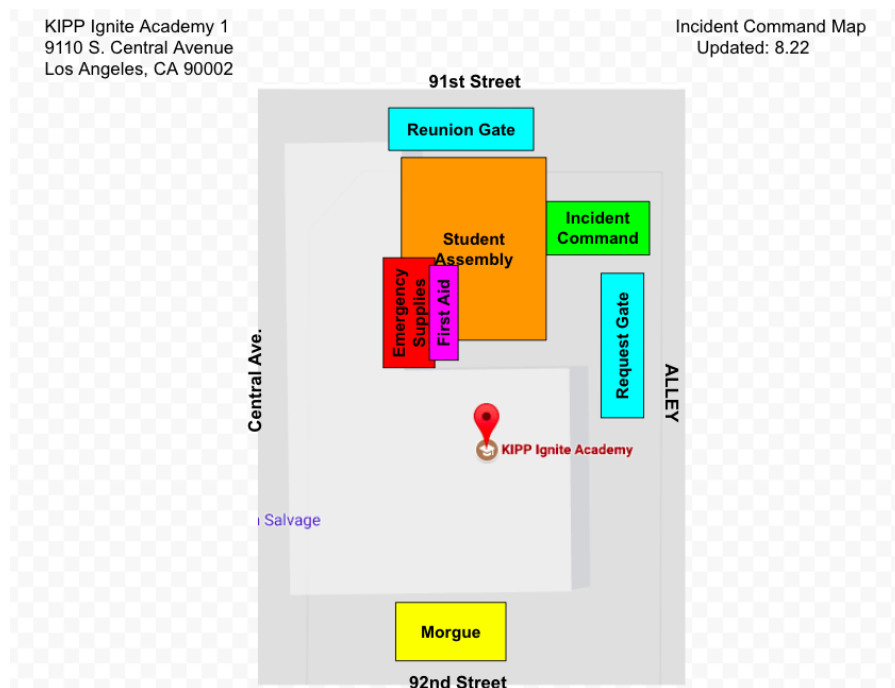 KIPP Ignite Academy 1
9110 S. Central Avenue
Los Angeles, CA 90002
Incident Command Map
Updated: 8.22
91st Street
Reunion Gate
Student
Assembly
Incident
Command
Emergency
Supplies
First Aid
Request Gate
Central Ave.
ALLEY
KIPP Ignite Academy
Salvage
Morgue
92nd Street